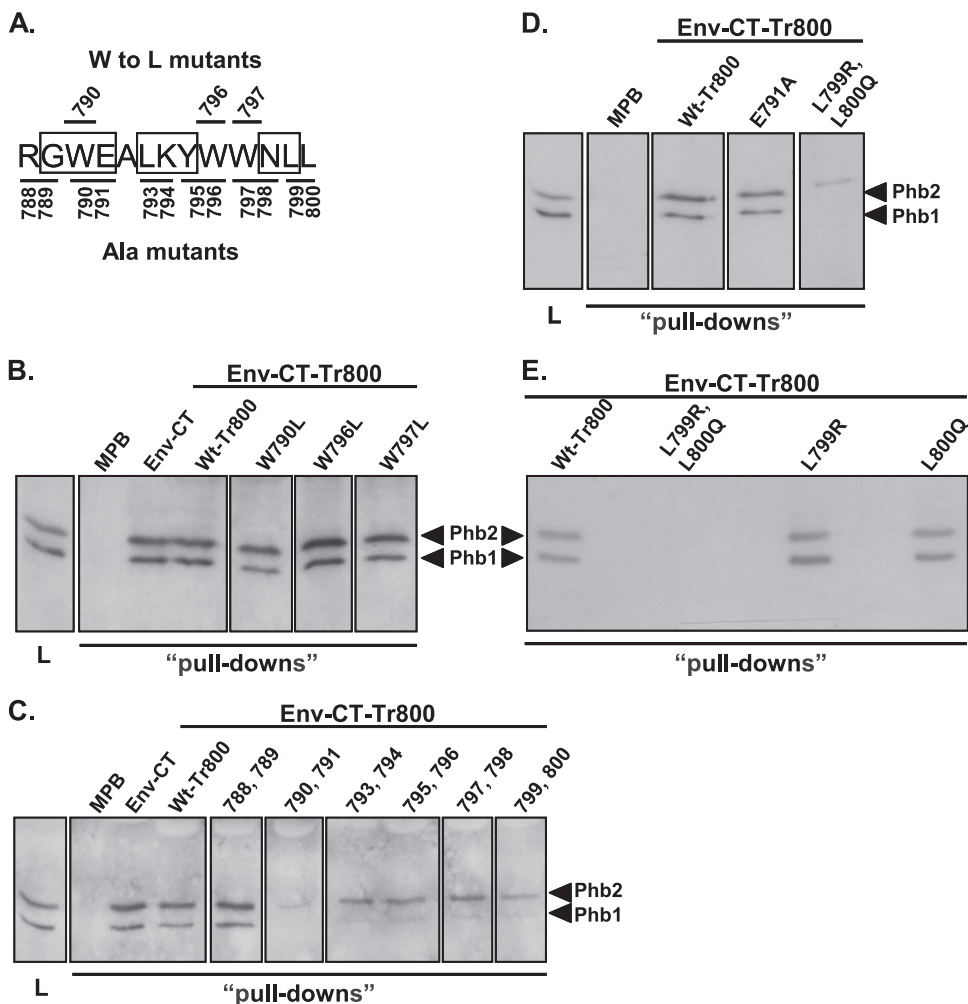 A.
W to L mutants
790 796 797
RGWEALKYWWNLL
788 789 790 791 793 794 795 796 797 798 799 800
Ala mutants
B.
Env-CT-Tr800
MPB Env-CT Wt-Tr800 W790L W796L W797L
Phb2
Phb1
L
“pull-downs”
C.
Env-CT-Tr800
MPB Env-CT Wt-Tr800 788, 789 790, 791 793, 794 795, 796 797, 798 799, 800
Phb2
Phb1
L
“pull-downs”
D.
Env-CT-Tr800
MPB Wt-Tr800 E791A L799R, L800Q
Phb2
Phb1
L
“pull-downs”
E.
Env-CT-Tr800
Wt-Tr800 L799R, L800Q L799R L800Q
“pull-downs”